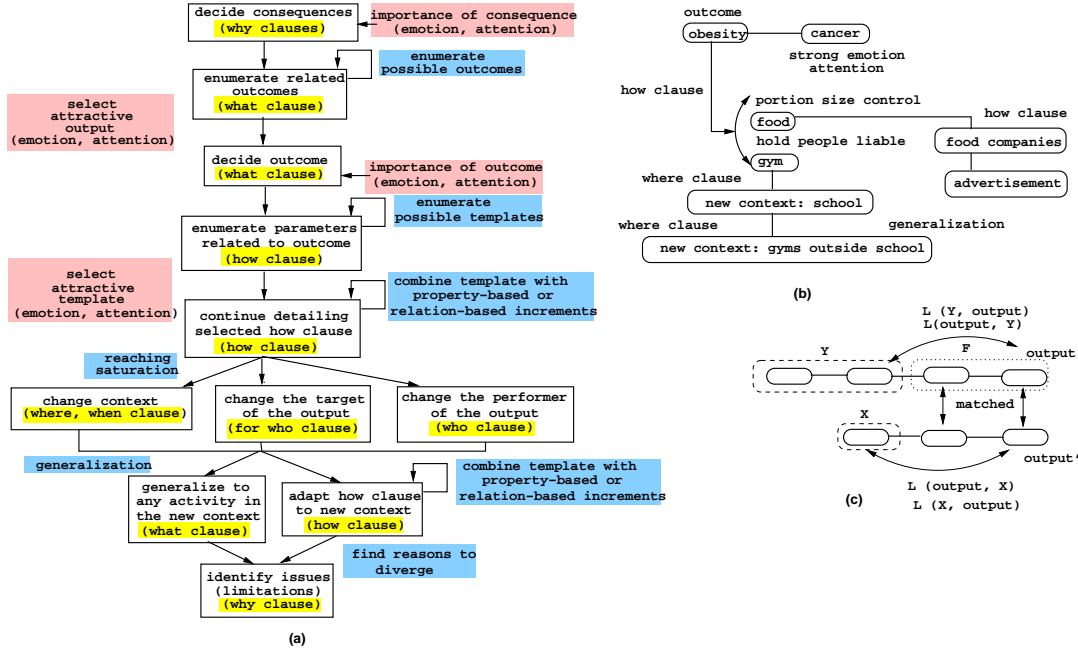 decide consequences
(why clauses)
importance of consequence
(emotion, attention)
enumerate
possible outcomes
enumerate related
outcomes
(what clause)
select
attractive
output
(emotion, attention)
decide outcome
(what clause)
importance of outcome
(emotion, attention)
enumerate
possible templates
enumerate parameters
related to outcome
(how clause)
select
attractive
template
(emotion, attention)
combine template with
property-based or
relation-based increments
continue detailing
selected how clause
(how clause)
reaching
saturation
change context
(where, when clause)
change the target
of the output
(for who clause)
change the performer
of the output
(who clause)
generalization
combine template with
property-based or
relation-based increments
generalize to
any activity in
the new context
(what clause)
adapt how clause
to new context
(how clause)
find reasons to
diverge
identify issues
(limitations)
(why clause)
(a)
outcome
obesity
cancer
strong emotion
attention
how clause
portion size control
food
how clause
hold people liable
food companies
gym
where clause
advertisement
new context: school
where clause
generalization
new context: gyms outside school
(b)
L (Y, output)
L(output, Y)
Y
F
output
matched
X
output'
L (output, X)
L (X, output)
(c)